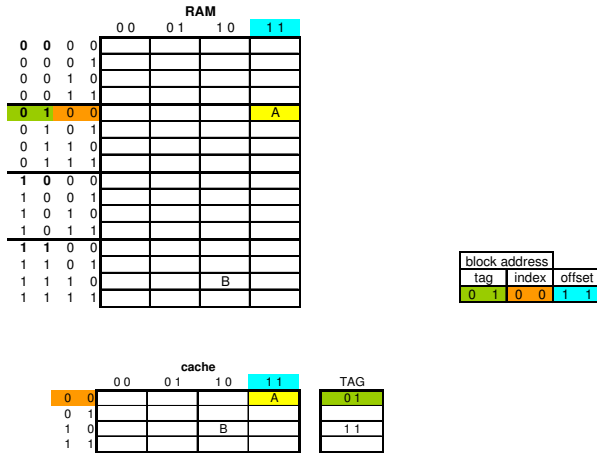 RAM
0 0 0 1 1 0 1 1
0 0 0 0
0 0 0 1
0 0 1 0
0 0 1 1
0 1 0 0 A
0 1 0 1
0 1 1 0
0 1 1 1
1 0 0 0
1 0 0 1
1 0 1 0
1 0 1 1
1 1 0 0
1 1 0 1
1 1 1 0 B
1 1 1 1
block address
tag index offset
0 1 0 0 1 1
cache
0 0 0 1 1 0 1 1 TAG
0 0 A 0 1
0 1
1 0 B 1 1
1 1